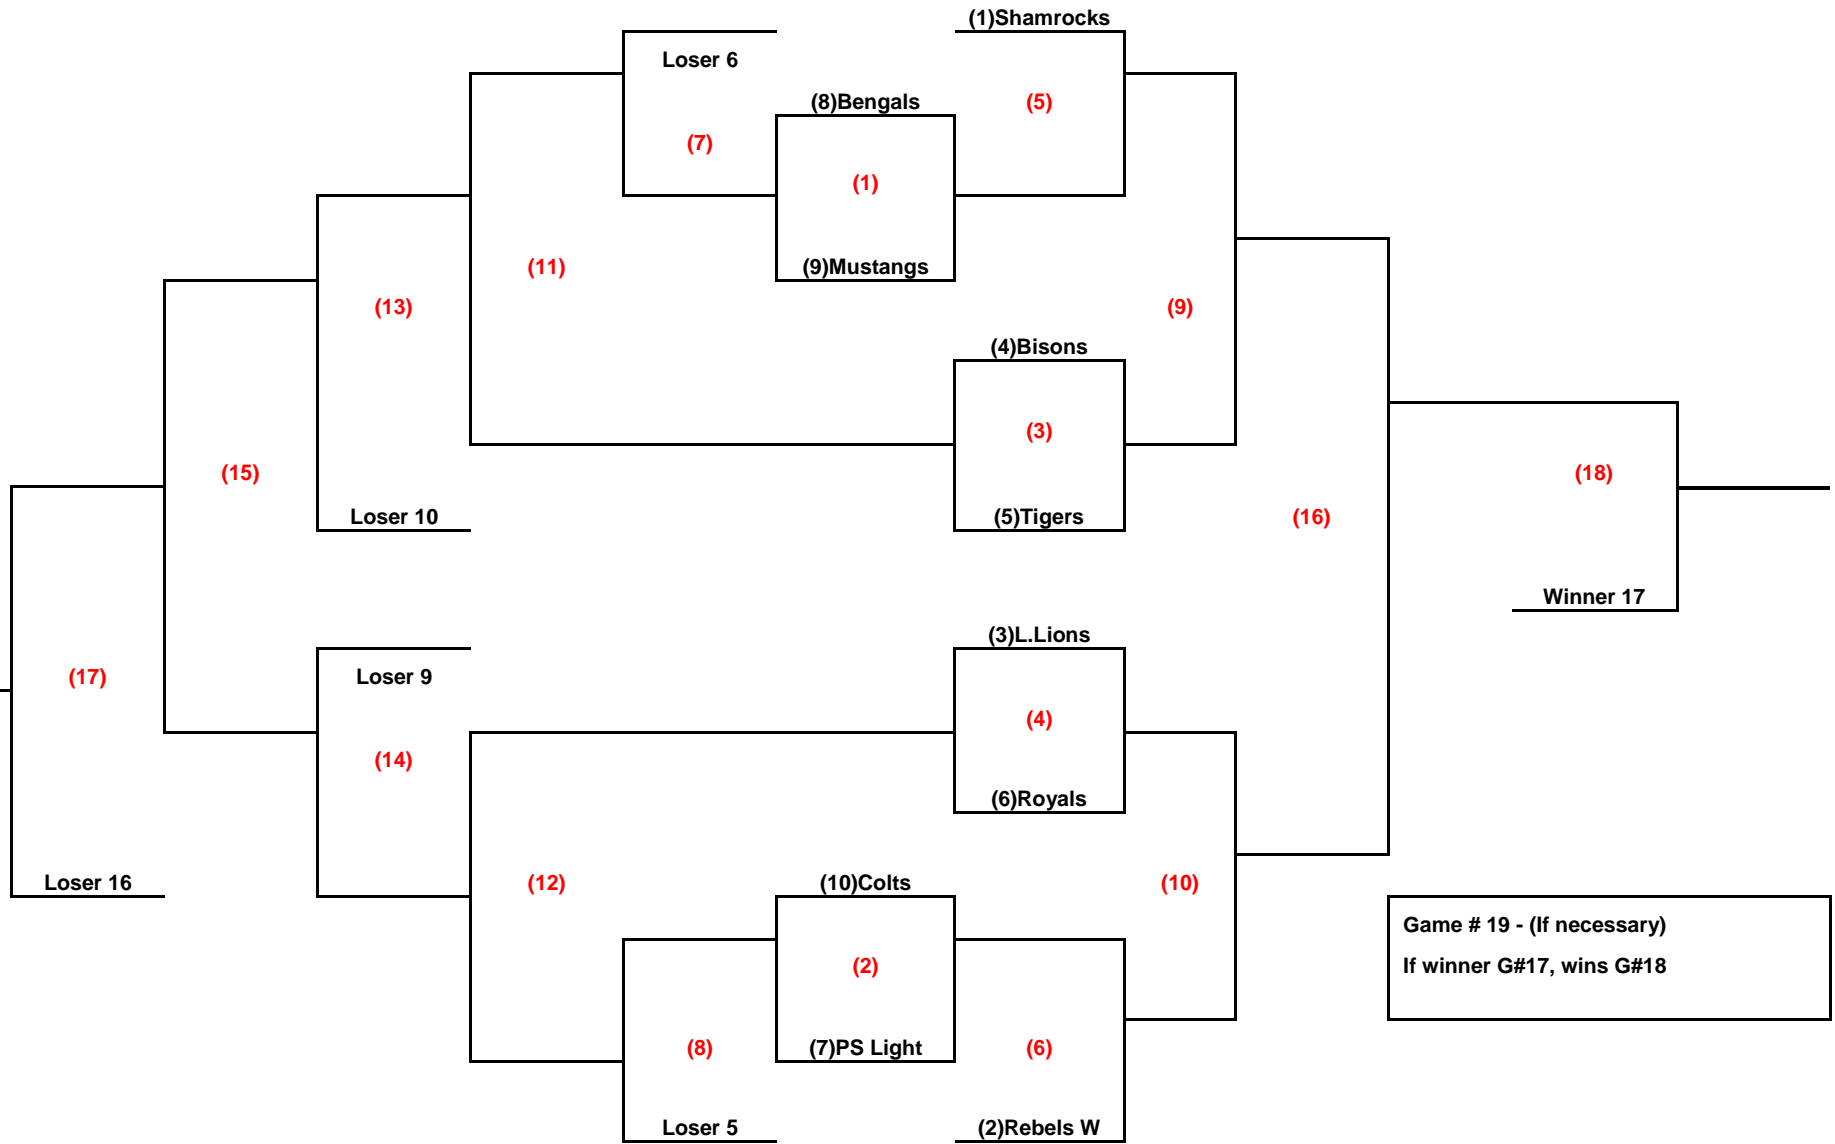 (1)Shamrocks
Loser 6
(8)Bengals
(5)
(7)
(1)
(11)
(9)Mustangs
(13)
(9)
(4)Bisons
(3)
(15)
(18)
Loser 10
(5)Tigers
(16)
Winner 17
(3)L.Lions
(17)
Loser 9
(4)
(14)
(6)Royals
Loser 16
(12)
(10)Colts
(10)
Game # 19 - (If necessary)
If winner G#17, wins G#18
(2)
(8)
(7)PS Light
(6)
Loser 5
(2)Rebels W